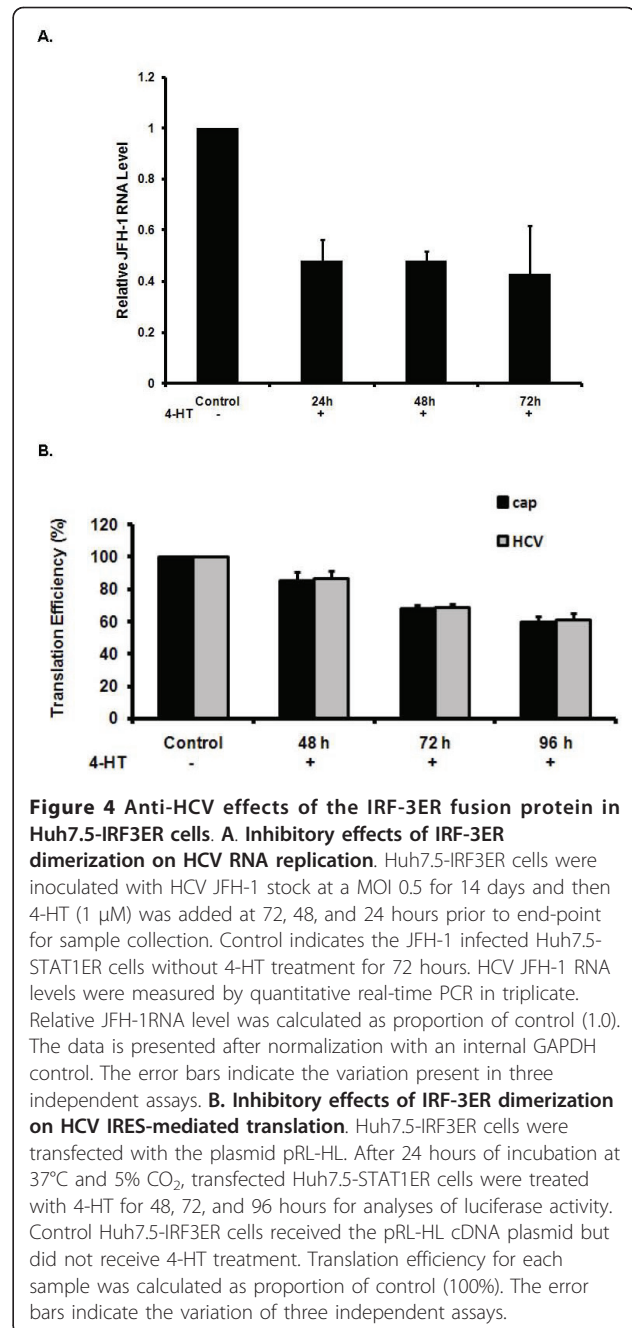 A.
1.2
1
0.8
0.6
0.4
0.2
0
Relative JFH-1 RNA Level
Control 24h 48h 72h
4-HT - + + +
B.
cap
HCV
120
100
80
60
40
20
0
Translation Efficiency (%)
Control 48 h 72 h 96 h
4-HT - + + +
Figure 4 Anti-HCV effects of the IRF-3ER fusion protein in
Huh7.5-IRF3ER cells. A. Inhibitory effects of IRF-3ER
dimerization on HCV RNA replication. Huh7.5-IRF3ER cells were
inoculated with HCV JFH-1 stock at a MOI 0.5 for 14 days and then
4-HT (1 μM) was added at 72, 48, and 24 hours prior to end-point
for sample collection. Control indicates the JFH-1 infected Huh7.5-
STAT1ER cells without 4-HT treatment for 72 hours. HCV JFH-1 RNA
levels were measured by quantitative real-time PCR in triplicate.
Relative JFH-1RNA level was calculated as proportion of control (1.0).
The data is presented after normalization with an internal GAPDH
control. The error bars indicate the variation present in three
independent assays. B. Inhibitory effects of IRF-3ER dimerization
on HCV IRES-mediated translation. Huh7.5-IRF3ER cells were
transfected with the plasmid pRL-HL. After 24 hours of incubation at
37°C and 5% CO₂, transfected Huh7.5-STAT1ER cells were treated
with 4-HT for 48, 72, and 96 hours for analyses of luciferase activity.
Control Huh7.5-IRF3ER cells received the pRL-HL cDNA plasmid but
did not receive 4-HT treatment. Translation efficiency for each
sample was calculated as proportion of control (100%). The error
bars indicate the variation of three independent assays.